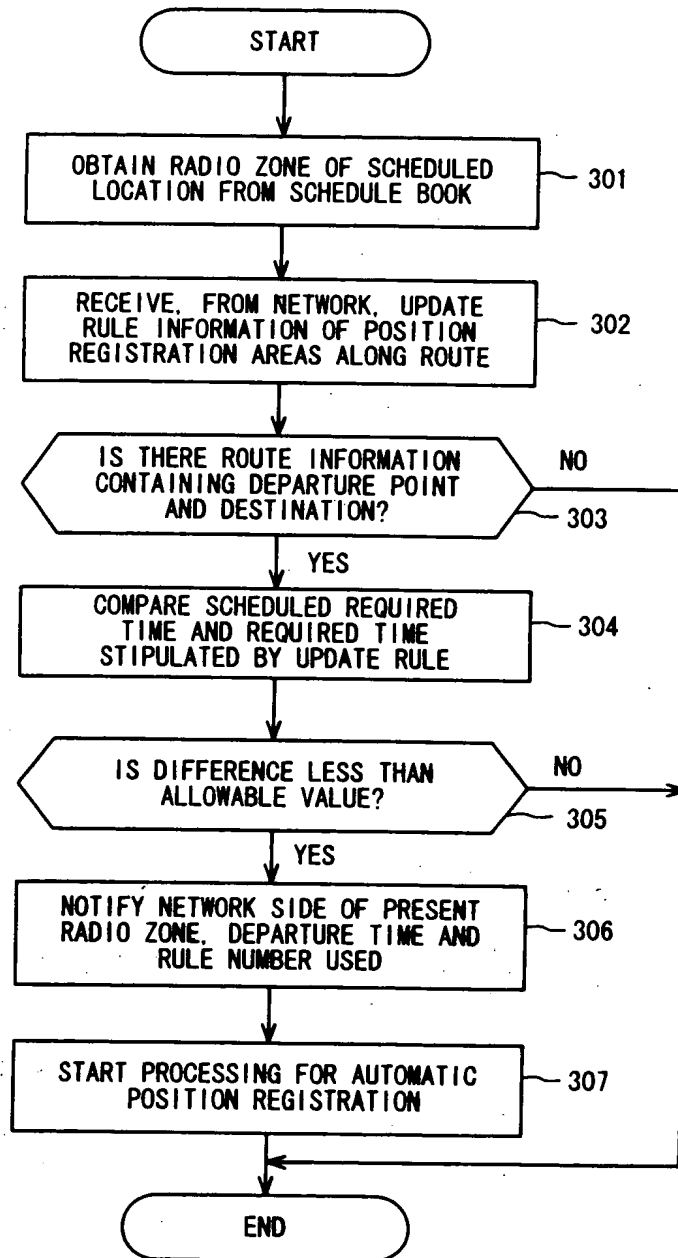 START
OBTAIN RADIO ZONE OF SCHEDULED
LOCATION FROM SCHEDULE BOOK
301
RECEIVE, FROM NETWORK, UPDATE
RULE INFORMATION OF POSITION
REGISTRATION AREAS ALONG ROUTE
302
IS THERE ROUTE INFORMATION
CONTAINING DEPARTURE POINT
AND DESTINATION?
NO
303
YES
COMPARE SCHEDULED REQUIRED
TIME AND REQUIRED TIME
STIPULATED BY UPDATE RULE
304
IS DIFFERENCE LESS THAN
ALLOWABLE VALUE?
NO
305
YES
NOTIFY NETWORK SIDE OF PRESENT
RADIO ZONE, DEPARTURE TIME AND
RULE NUMBER USED
306
START PROCESSING FOR AUTOMATIC
POSITION REGISTRATION
307
END